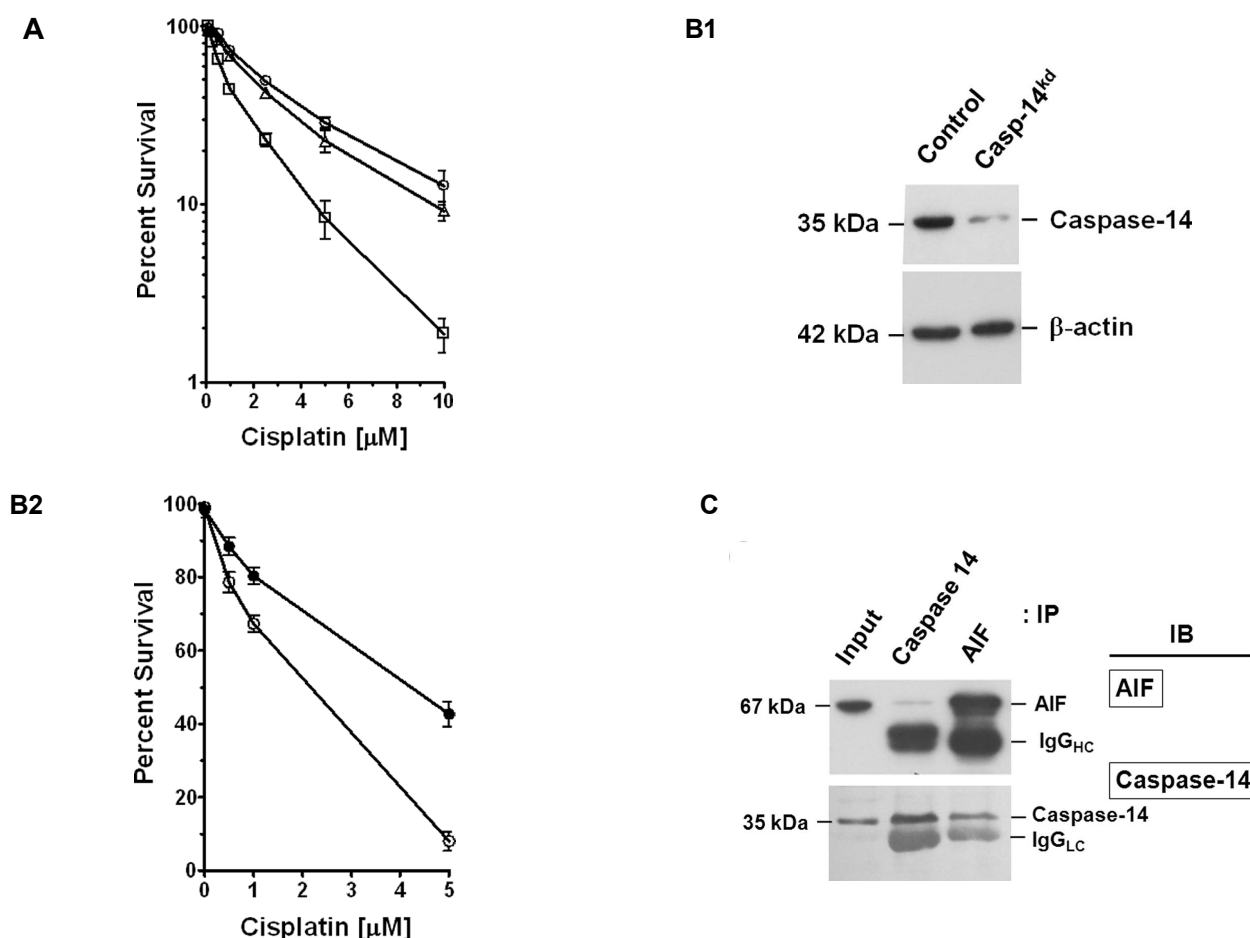 A
100
10
1
Percent Survival
0 2 4 6 8 10
Cisplatin [μM]
B1
Control
Casp-14kd
35 kDa
Caspase-14
42 kDa
β-actin
B2
100
80
60
40
20
0
Percent Survival
0 1 2 3 4 5
Cisplatin [μM]
C
Input
Caspase 14
AIF
: IP
IB
67 kDa
AIF
IgGHC
AIF
35 kDa
Caspase-14
IgGLC
Caspase-14